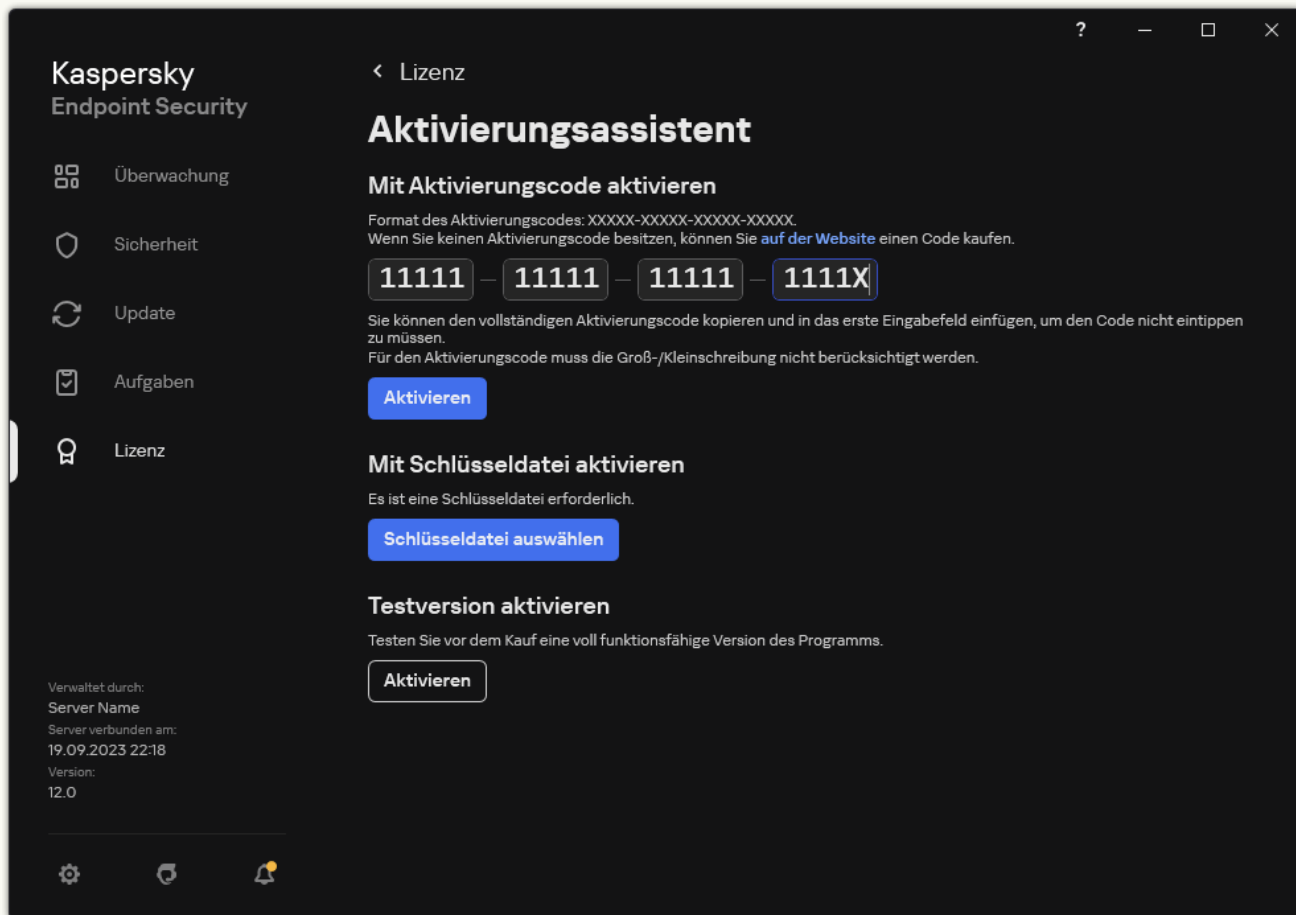 ?
Kaspersky
Endpoint Security
Überwachung
Sicherheit
Update
Aufgaben
Lizenz
Verwaltet durch:
Server Name
Server verbunden am:
19.09.2023 22:18
Version:
12.0
Lizenz
Aktivierungsassistent
Mit Aktivierungscode aktivieren
Format des Aktivierungscodes: XXXXX-XXXXX-XXXXX-XXXXX.
Wenn Sie keinen Aktivierungscode besitzen, können Sie auf der Website einen Code kaufen.
11111 – 11111 – 11111 – 1111X
Sie können den vollständigen Aktivierungscode kopieren und in das erste Eingabefeld einfügen, um den Code nicht eintippen
zu müssen.
Für den Aktivierungscode muss die Groß-/Kleinschreibung nicht berücksichtigt werden.
Aktivieren
Mit Schlüsseldatei aktivieren
Es ist eine Schlüsseldatei erforderlich.
Schlüsseldatei auswählen
Testversion aktivieren
Testen Sie vor dem Kauf eine voll funktionsfähige Version des Programms.
Aktivieren